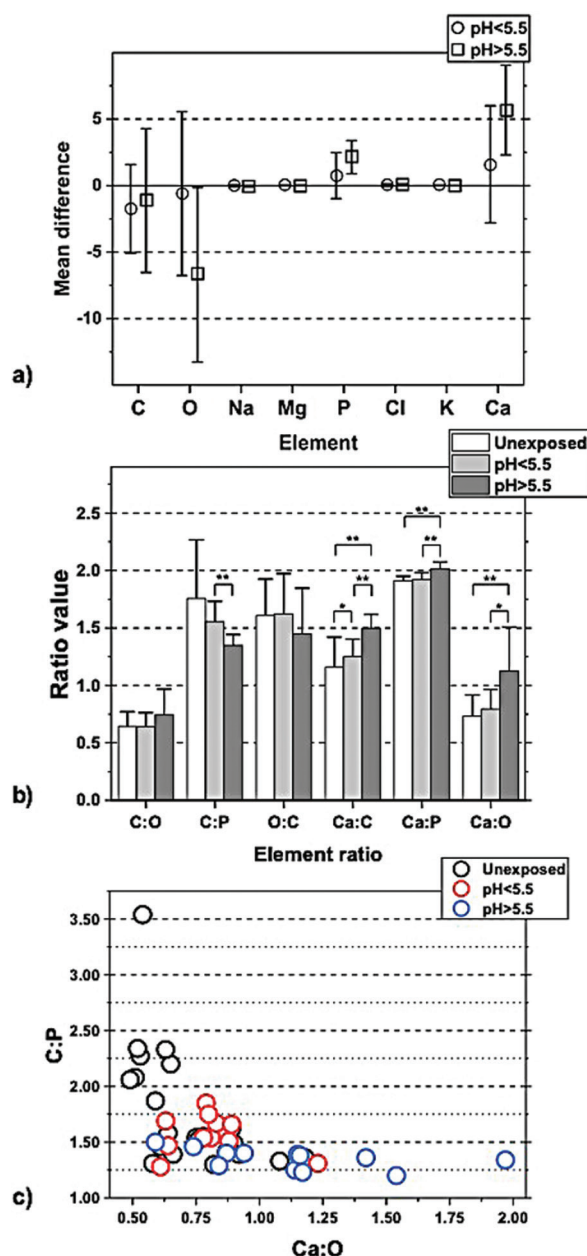 pH<5.5
pH>5.5
5
0
-5
-10
Mean difference
a)
C O Na Mg P Cl K Ca
Element
Unexposed
pH<5.5
pH>5.5
2.5
2.0
1.5
1.0
0.5
0.0
Ratio value
** ** ** * ** ** ** *
b)
C:O C:P O:C Ca:C Ca:P Ca:O
Element ratio
Unexposed
pH<5.5
pH>5.5
3.50
3.00
2.50
2.00
1.50
1.00
C:P
c)
0.50 0.75 1.00 1.25 1.50 1.75 2.00
Ca:O